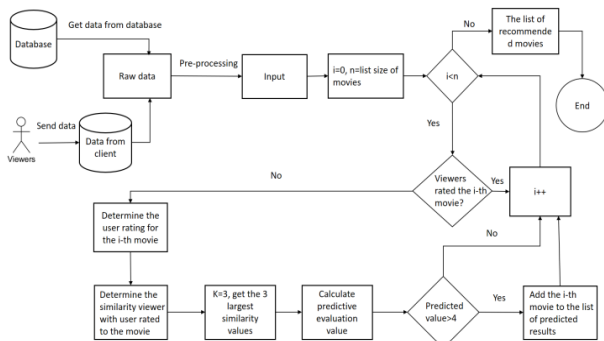 Get data from database
Database
Raw data
Pre-processing
Input
i=0, n=list size of
movies
i<n
No
The list of
recommende
d movies
End
Send data
Viewers
Data from
client
Yes
Viewers
rated the i-th
movie?
Yes
No
i++
Determine the
user rating for
the i-th movie
No
Determine the
similarity viewer
with user rated
to the movie
K=3, get the 3
largest
similarity
values
Calculate
predictive
evaluation
value
Predicted
value>4
Yes
Add the i-th
movie to the list
of predicted
results